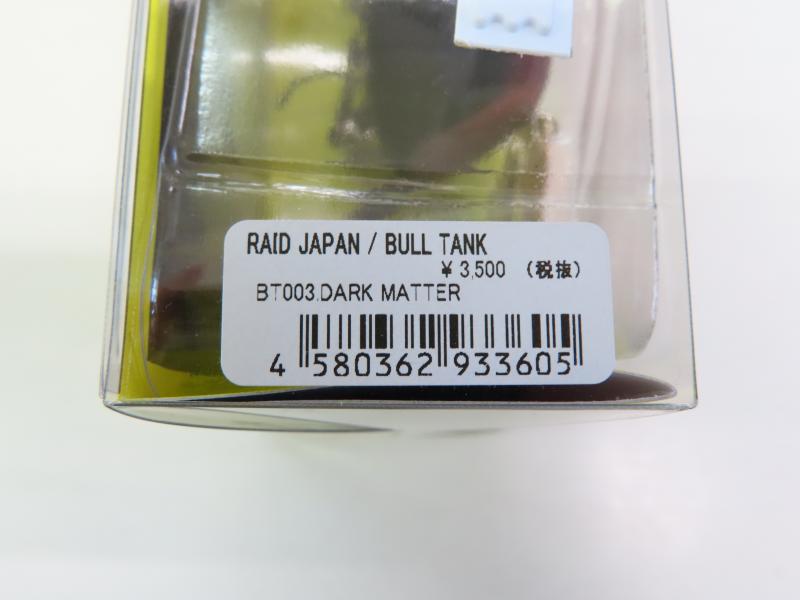 RAID JAPAN / BULL TANK
¥ 3,500 (税抜)
BT003.DARK MATTER
4 580362 933605